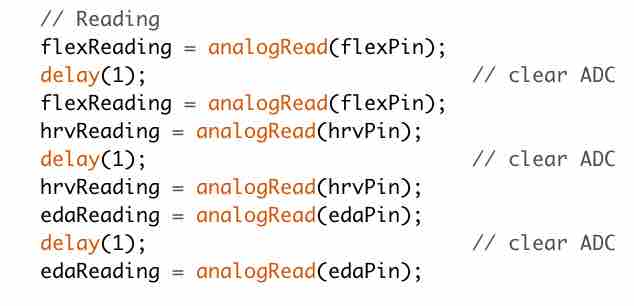 // Reading
flexReading = analogRead(flexPin);
delay(1); // clear ADC
flexReading = analogRead(flexPin);
hrvReading = analogRead(hrvPin);
delay(1); // clear ADC
hrvReading = analogRead(hrvPin);
edaReading = analogRead(edaPin);
delay(1); // clear ADC
edaReading = analogRead(edaPin);